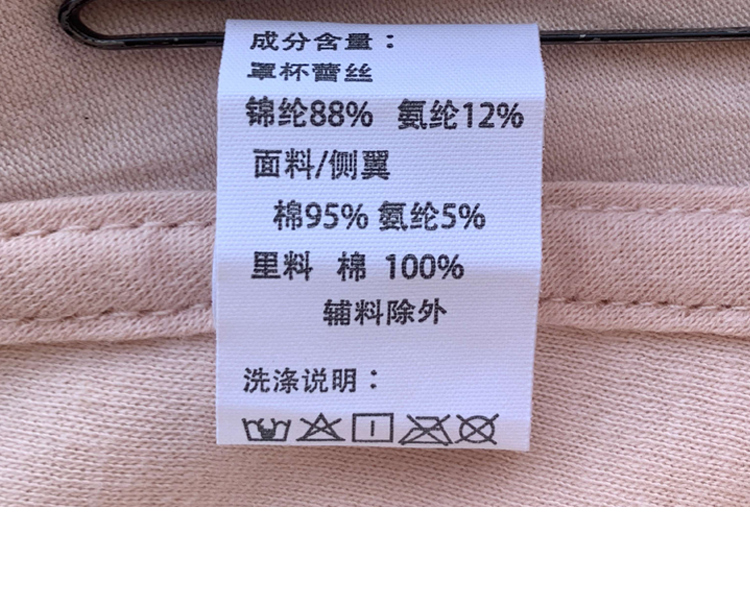 成分含量：
罩杯蕾丝
锦纶88% 氨纶12%
面料/侧翼
棉95% 氨纶5%
里料 棉 100%
辅料除外
洗涤说明：